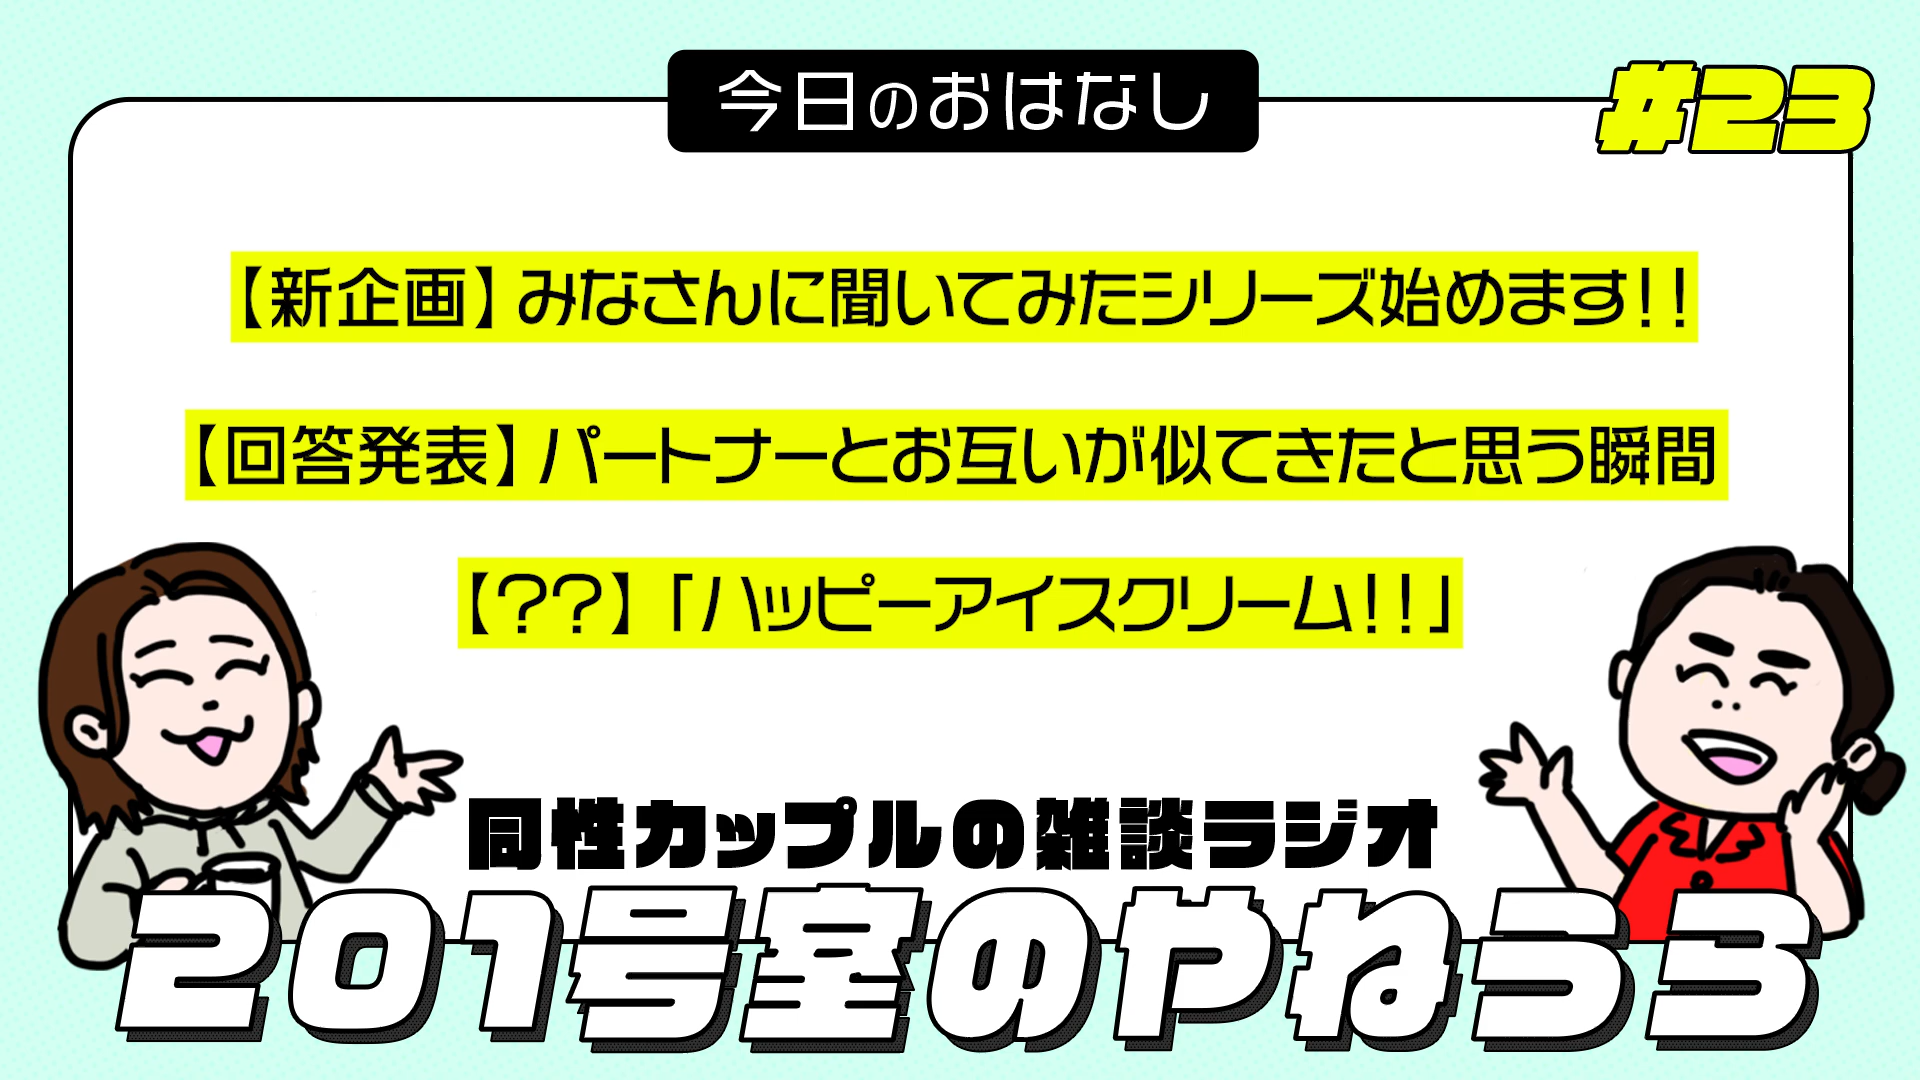 今日のおはなし
#23
【新企画】みなさんに聞いてみたシリーズ始めます!!
【回答発表】パートナーとお互いが似てきたと思う瞬間
【??】「ハッピーアイスクリーム!!」
同性カップルの雑談ラジオ
201号室のやねうら